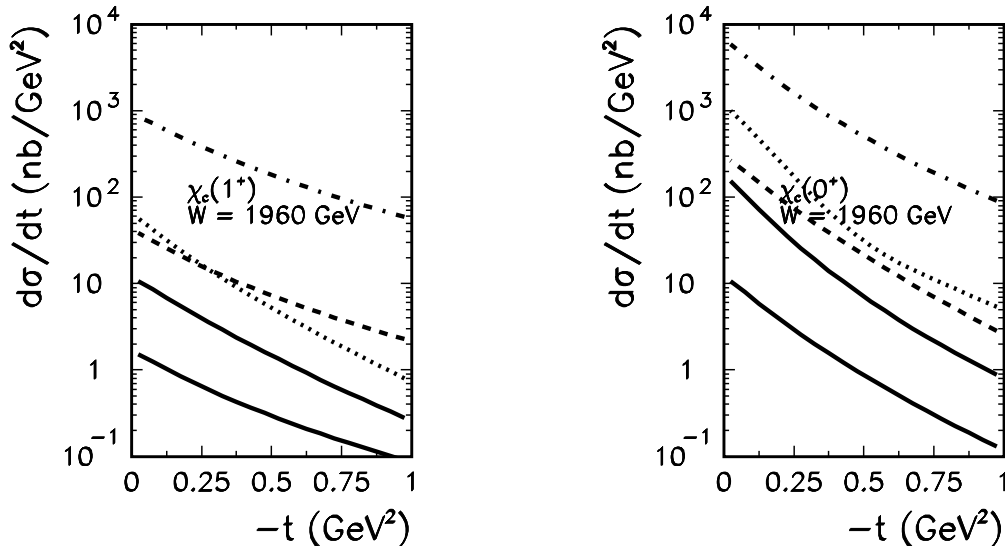 dσ/dt (nb/GeV²)
10⁴
10³
10²
10
1
10⁻¹
χc(1⁺)
W = 1960 GeV
0 0.25 0.5 0.75 1
−t (GeV²)
dσ/dt (nb/GeV²)
10⁴
10³
10²
10
1
10⁻¹
χc(0⁺)
W = 1960 GeV
0 0.25 0.5 0.75 1
−t (GeV²)